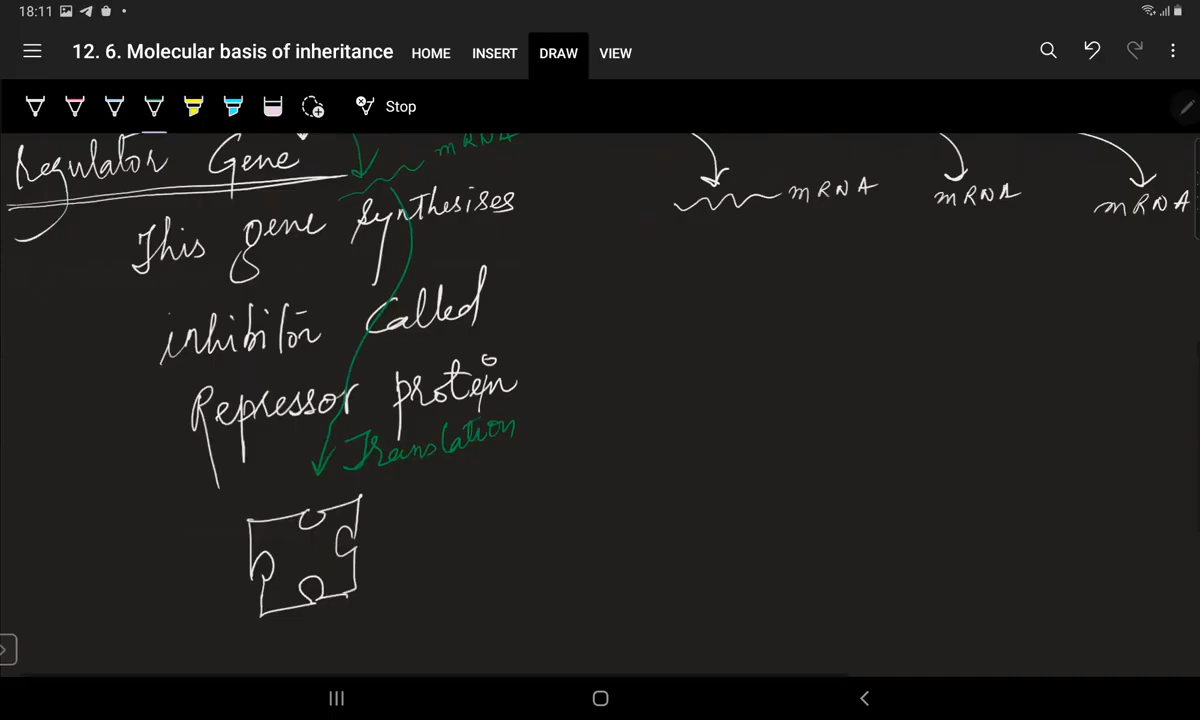 18:11
12. 6. Molecular basis of inheritance HOME INSERT DRAW VIEW
Stop
Regulator Gene
mRNA
This gene synthesises
inhibitor called
Repressor protein
Translation
mRNA mRNA mRNA